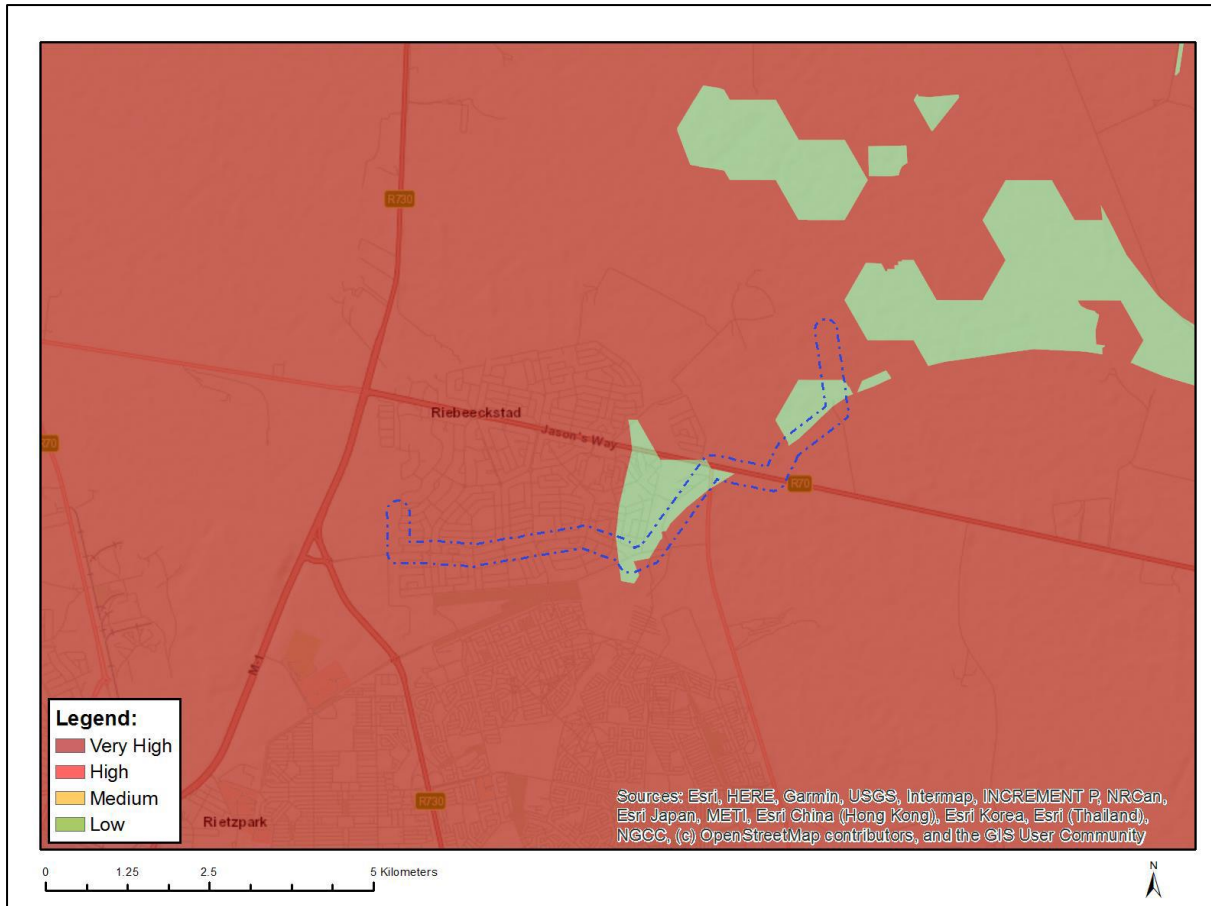 R730
Riebeeckstad
Jason's Way
R70
R70
M-1
Legend:
Very High
High
Medium
Low
Rietzpark
R730
Sources: Esri, HERE, Garmin, USGS, Intermap, INCREMENT P, NRCan,
Esri Japan, METI, Esri China (Hong Kong), Esri Korea, Esri (Thailand),
NGCC, (c) OpenStreetMap contributors, and the GIS User Community
0 1.25 2.5 5 Kilometers
N